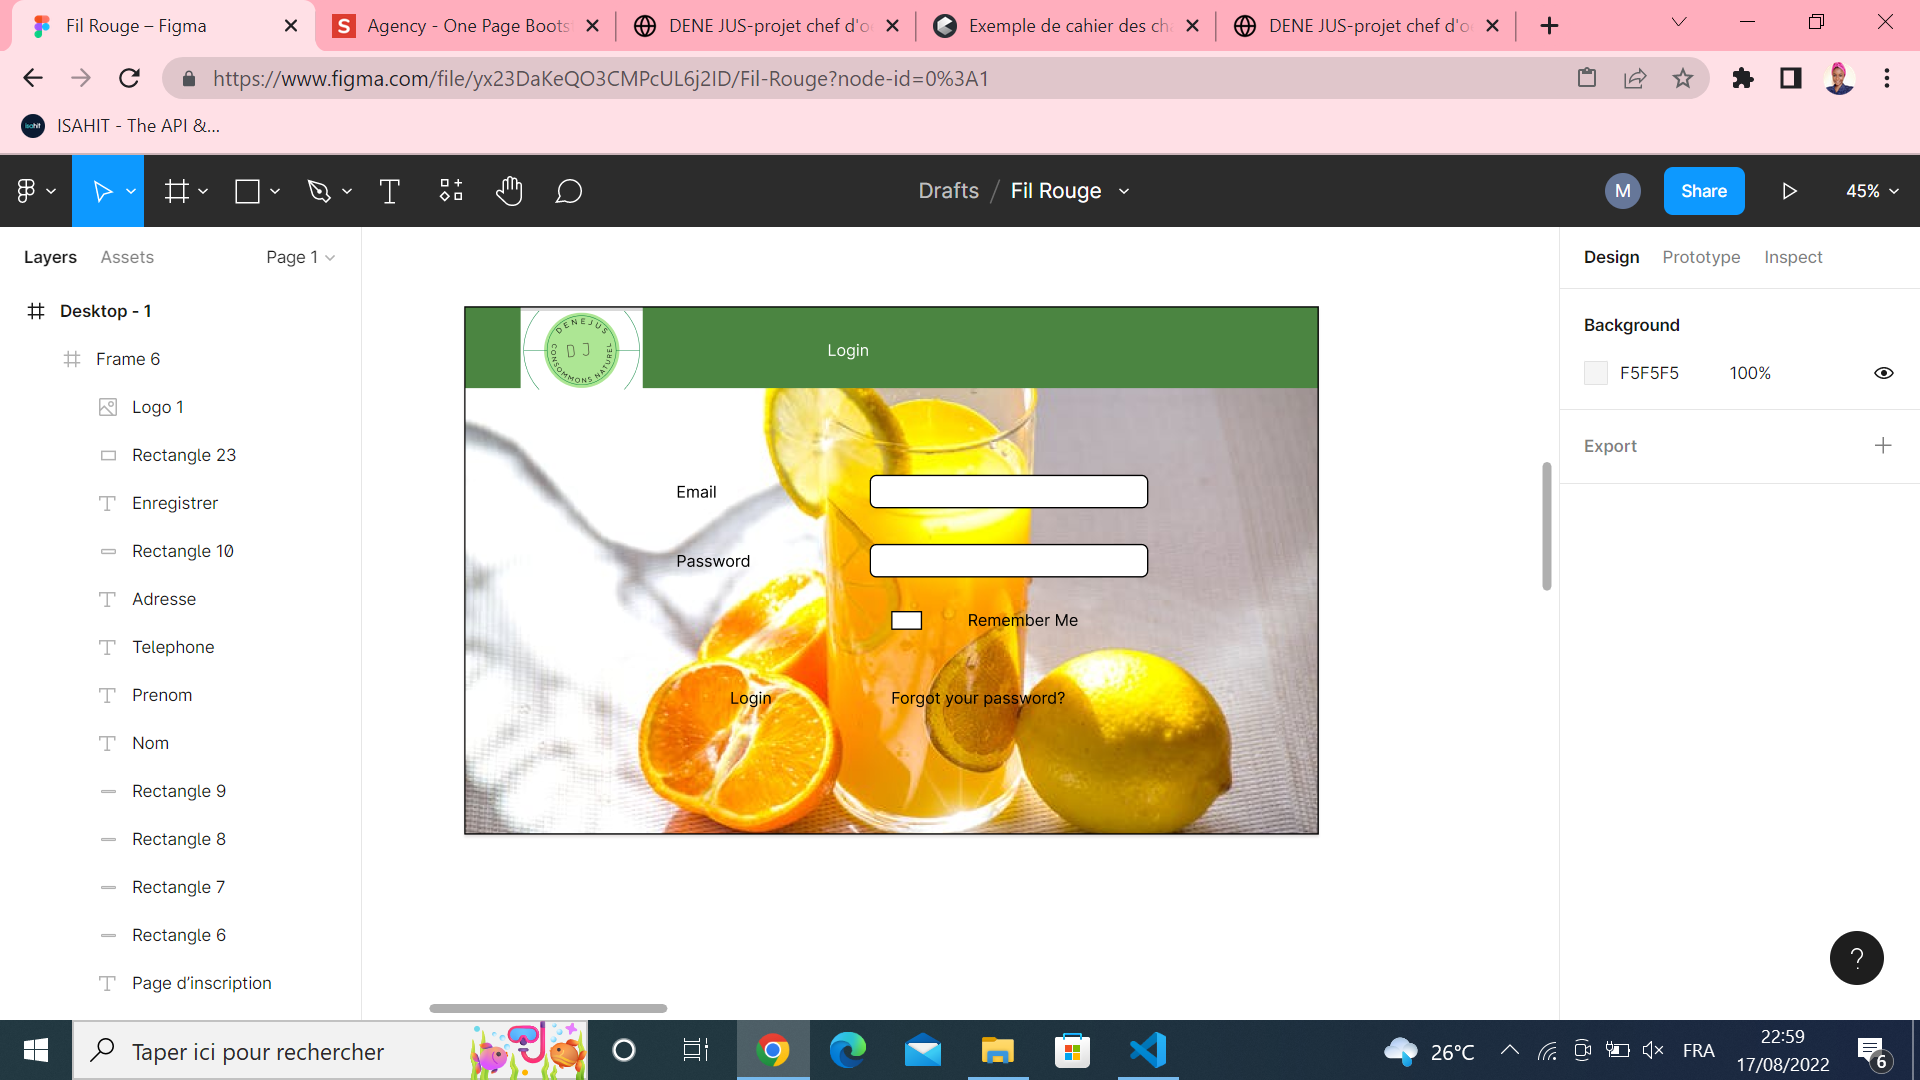 Fil Rouge – Figma
Agency - One Page Boots
DENE JUS-projet chef d'o
Exemple de cahier des cha
DENE JUS-projet chef d'o
https://www.figma.com/file/yx23DaKeQO3CMPcUL6j2ID/Fil-Rouge?node-id=0%3A1
isahit
ISAHIT - The API &...
Drafts / Fil Rouge
M
Share
45%
Layers
Assets
Page 1
Desktop - 1
Frame 6
Logo 1
Rectangle 23
Enregistrer
Rectangle 10
Adresse
Telephone
Prenom
Nom
Rectangle 9
Rectangle 8
Rectangle 7
Rectangle 6
Page d'inscription
DENEJUS
DJ
CONSOMMONS NATUREL
Login
Email
Password
Remember Me
Login
Forgot your password?
Design
Prototype
Inspect
Background
F5F5F5
100%
Export
?
Taper ici pour rechercher
26°C
FRA
22:59
17/08/2022
6